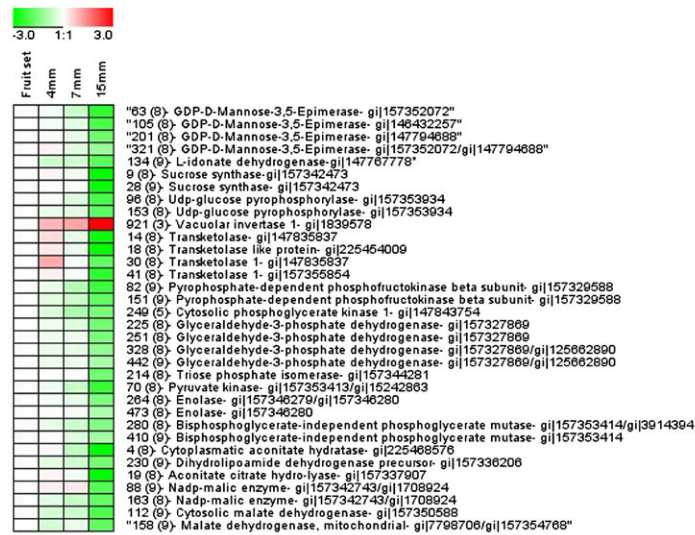 -3.0 1:1 3.0
Fruit set
4mm
7mm
15mm
"63 (8)- GDP-D-Mannose-3,5-Epimerase- gi|157352072"
"105 (8)- GDP-D-Mannose-3,5-Epimerase- gi|146432257"
"201 (8)- GDP-D-Mannose-3,5-Epimerase- gi|147794688"
"321 (8)- GDP-D-Mannose-3,5-Epimerase- gi|157352072/gi|147794688"
134 (9)- L-idonate dehydrogenase-gi|147767778"
9 (8)- Sucrose synthase-gi|157342473
28 (9)- Sucrose synthase- gi|157342473
96 (8)- Udp-glucose pyrophosphorylase- gi|157353934
153 (8)- Udp-glucose pyrophosphorylase- gi|157353934
921 (3)- Vacuolar invertase 1- gi|1839578
14 (8)- Transketolase- gi|147835837
18 (8)- Transketolase like protein- gi|225454009
30 (8)- Transketolase 1- gi|147835837
41 (8)- Transketolase 1- gi|157355854
82 (9)- Pyrophosphate-dependent phosphofructokinase beta subunit- gi|157329588
151 (9)- Pyrophosphate-dependent phosphofructokinase beta subunit- gi|157329588
249 (5)- Cytosolic phosphoglycerate kinase 1- gi|147843754
225 (8)- Glyceraldehyde-3-phosphate dehydrogenase- gi|157327869
251 (8)- Glyceraldehyde-3-phosphate dehydrogenase- gi|157327869
328 (8)- Glyceraldehyde-3-phosphate dehydrogenase- gi|157327869/gi|125662890
442 (9)- Glyceraldehyde-3-phosphate dehydrogenase- gi|157327869/gi|125662890
214 (8)- Triose phosphate isomerase- gi|157344281
70 (8)- Pyruvate kinase- gi|157353413/gi|15242863
264 (8)- Enolase- gi|157346279/gi|157346280
473 (8)- Enolase- gi|157346280
280 (8)- Bisphosphoglycerate-independent phosphoglycerate mutase- gi|157353414/gi|3914394
410 (9)- Bisphosphoglycerate-independent phosphoglycerate mutase- gi|157353414
4 (8)- Cytoplasmatic aconitate hydratase- gi|225468576
230 (9)- Dihydrolipoamide dehydrogenase precursor- gi|157336206
19 (8)- Aconitate citrate hydro-lyase- gi|157337907
88 (9)- Nadp-malic enzyme- gi|157342743/gi|1708924
163 (8)- Nadp-malic enzyme- gi|157342743/gi|1708924
112 (9)- Cytosolic malate dehydrogenase- gi|157350588
"158 (9)- Malate dehydrogenase, mitochondrial- gi|7798706/gi|157354768"